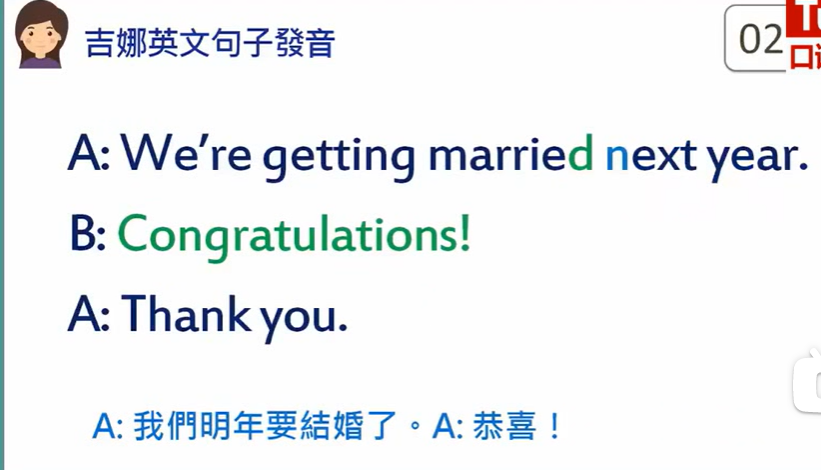 吉娜英文句子發音
02
A: We're getting married next year.
B: Congratulations!
A: Thank you.
A: 我們明年要結婚了。A: 恭喜！